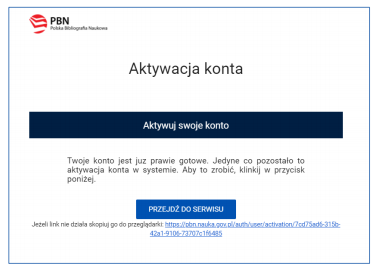 PBN
Polska Bibliografia Naukowa
Aktywacja konta
Aktywuj swoje konto
Twoje konto jest juz prawie gotowe. Jedyne co pozostało to
aktywacja konta w systemie. Aby to zrobić, klinkij w przycisk
poniżej.
PRZEJDŹ DO SERWISU
Jeżeli link nie działa skopiuj go do przeglądarki: https://pbn.nauka.gov.pl/auth/user/activation/7cd75ad6-315b-
42a1-9106-73707c1f6485